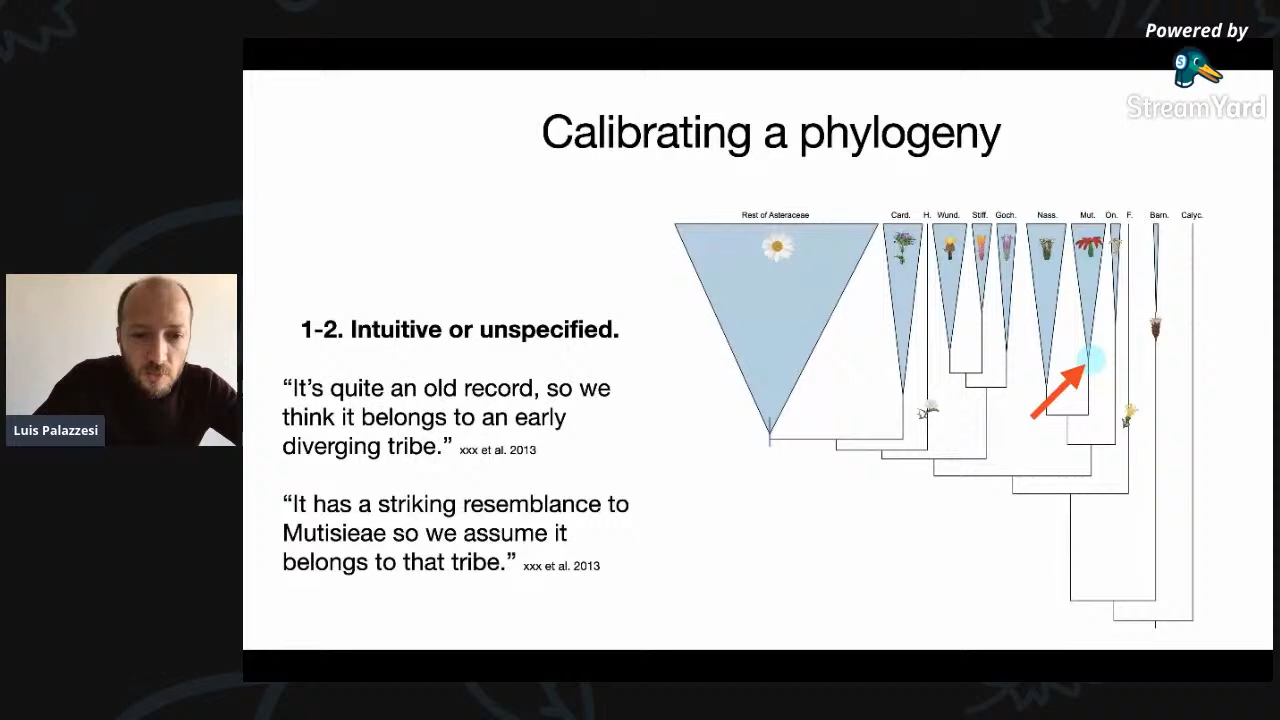 Powered by
StreamYard
Calibrating a phylogeny
Rest of Asteraceae Card. H. Wund. Stiff. Goch. Nass. Mut. On. F. Barn. Calyc.
1-2. Intuitive or unspecified.
“It’s quite an old record, so we
think it belongs to an early
diverging tribe.” xxx et al. 2013
“It has a striking resemblance to
Mutisieae so we assume it
belongs to that tribe.” xxx et al. 2013
Luis Palazzesi